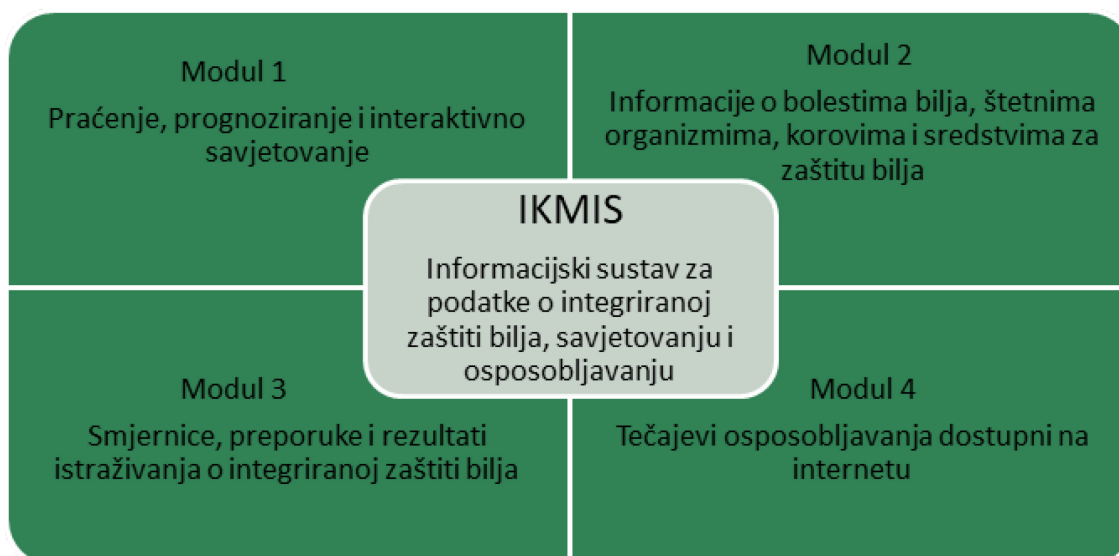 Modul 1
Praćenje, prognoziranje i interaktivno
savjetovanje
Modul 2
Informacije o bolestima bilja, štetnima
organizmima, korovima i sredstvima za
zaštitu bilja
IKMIS
Informacijski sustav za
podatke o integriranoj
zaštiti bilja, savjetovanju i
osposobljavanju
Modul 3
Smjernice, preporuke i rezultati
istraživanja o integriranoj zaštiti bilja
Modul 4
Tečajevi osposobljavanja dostupni na
internetu